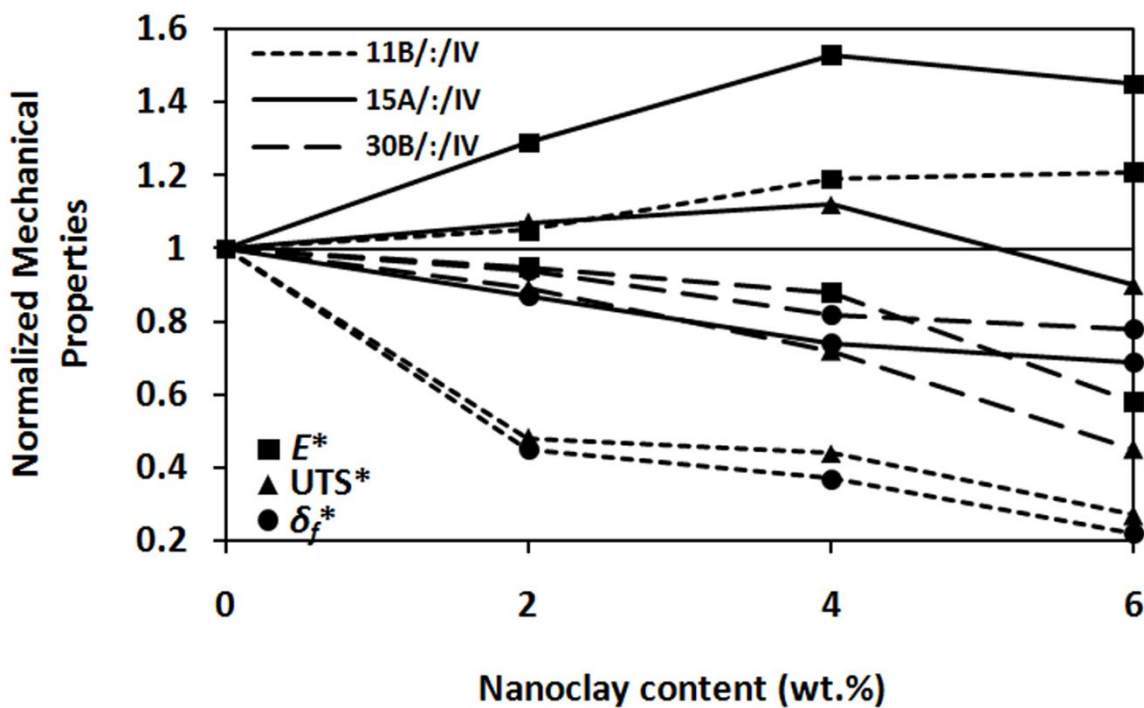 Normalized Mechanical
Properties
1.6
1.4
1.2
1
0.8
0.6
0.4
0.2
11B/:/IV
15A/:/IV
30B/:/IV
E*
UTS*
δf*
0 2 4 6
Nanoclay content (wt.%)